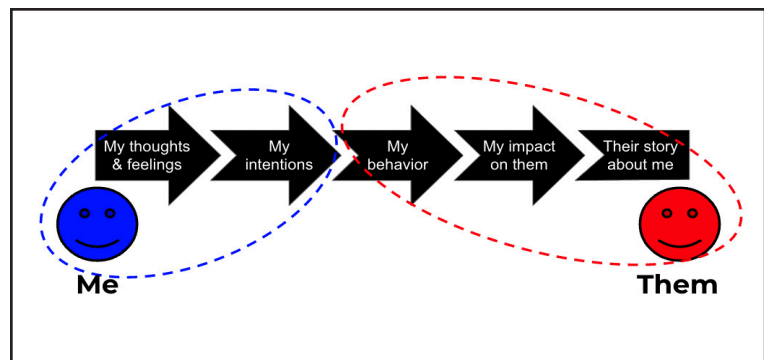 My thoughts
& feelings
My
intentions
My
behavior
My impact
on them
Their story
about me
Me
Them